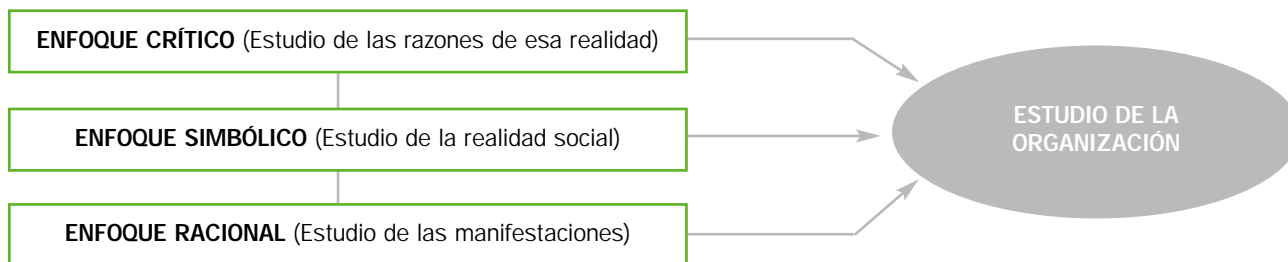 ENFOQUE CRÍTICO (Estudio de las razones de esa realidad)
ENFOQUE SIMBÓLICO (Estudio de la realidad social)
ENFOQUE RACIONAL (Estudio de las manifestaciones)
ESTUDIO DE LA
ORGANIZACIÓN